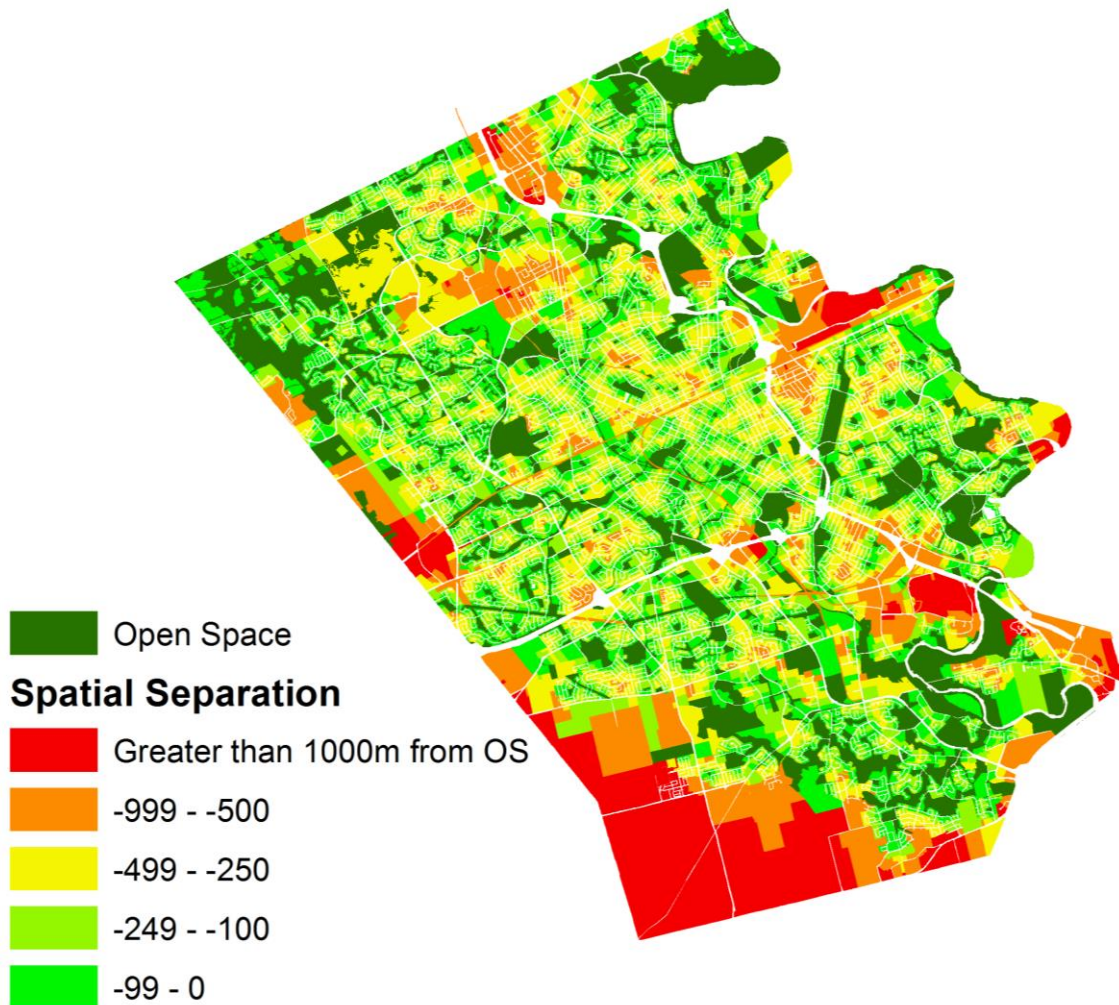 Open Space
Spatial Separation
Greater than 1000m from OS
-999 - -500
-499 - -250
-249 - -100
-99 - 0